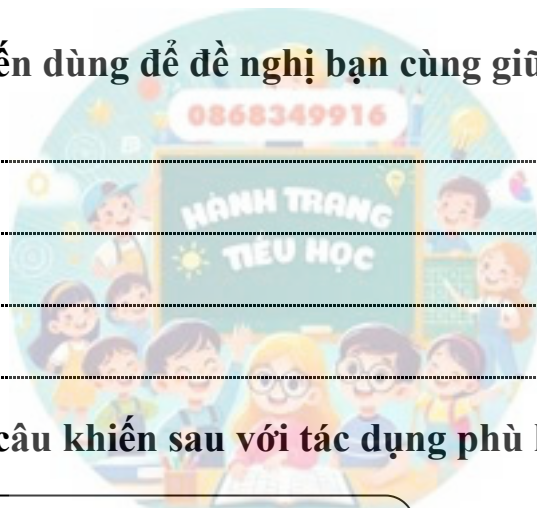 ến dùng để đề nghị bạn cùng giữ
0868349916
HÀNH TRANG
TIỂU HỌC
câu khiến sau với tác dụng phù